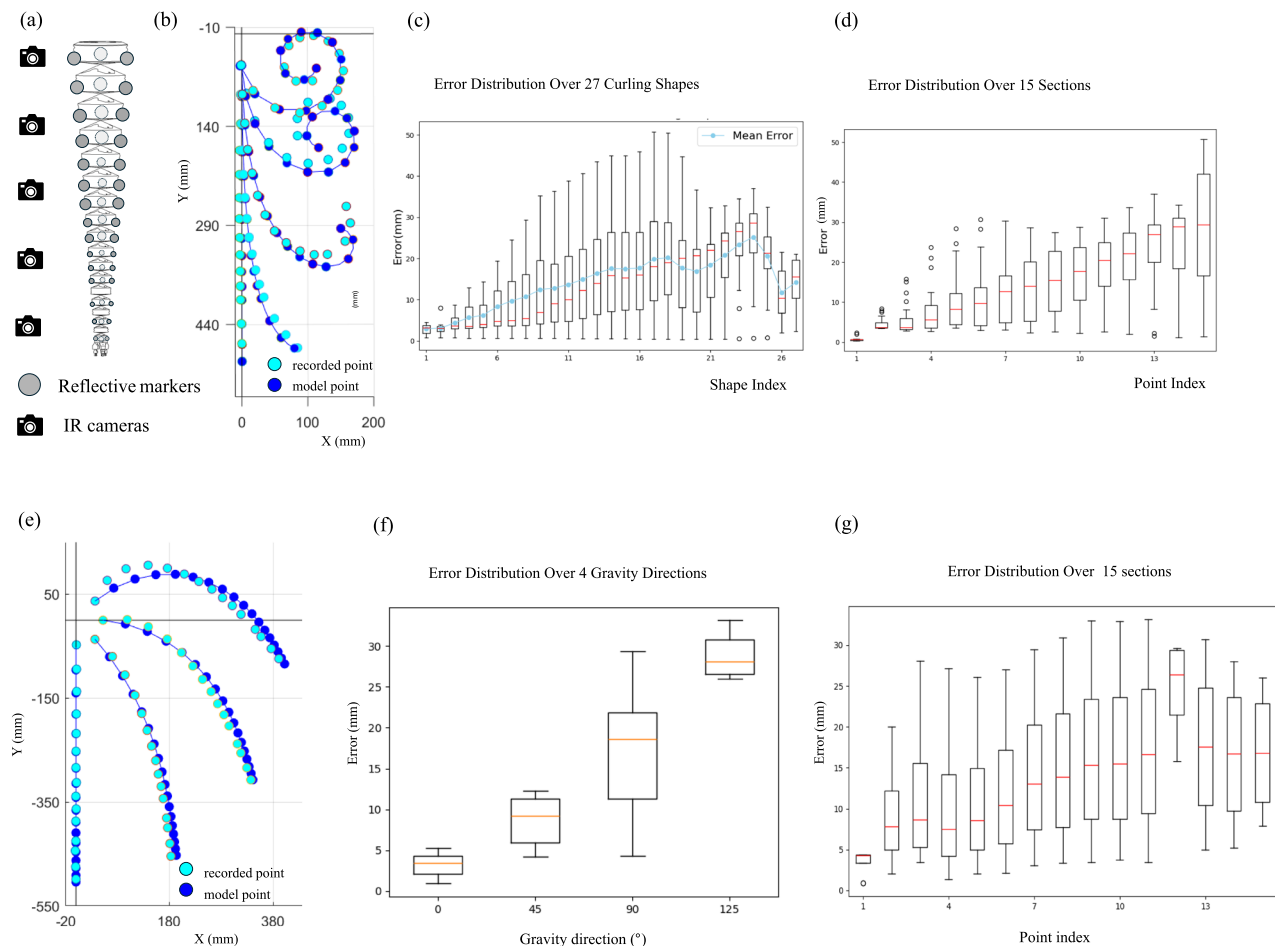 (a)
Reflective markers
IR cameras
(b)
-10
140
290
440
Y (mm)
(mm)
recorded point
model point
0
100
200
X (mm)
(c)
Error Distribution Over 27 Curling Shapes
Mean Error
50
40
30
20
10
0
Error(mm)
1
6
11
16
21
26
Shape Index
(d)
Error Distribution Over 15 Sections
50
40
30
20
10
0
Error (mm)
1
4
7
10
13
Point Index
(e)
50
-150
-350
-550
Y (mm)
recorded point
model point
-20
180
380
X (mm)
(f)
Error Distribution Over 4 Gravity Directions
30
25
20
15
10
5
0
Error (mm)
0
45
90
125
Gravity direction (°)
(g)
Error Distribution Over 15 sections
30
25
20
15
10
5
0
Error (mm)
1
4
7
10
13
Point index